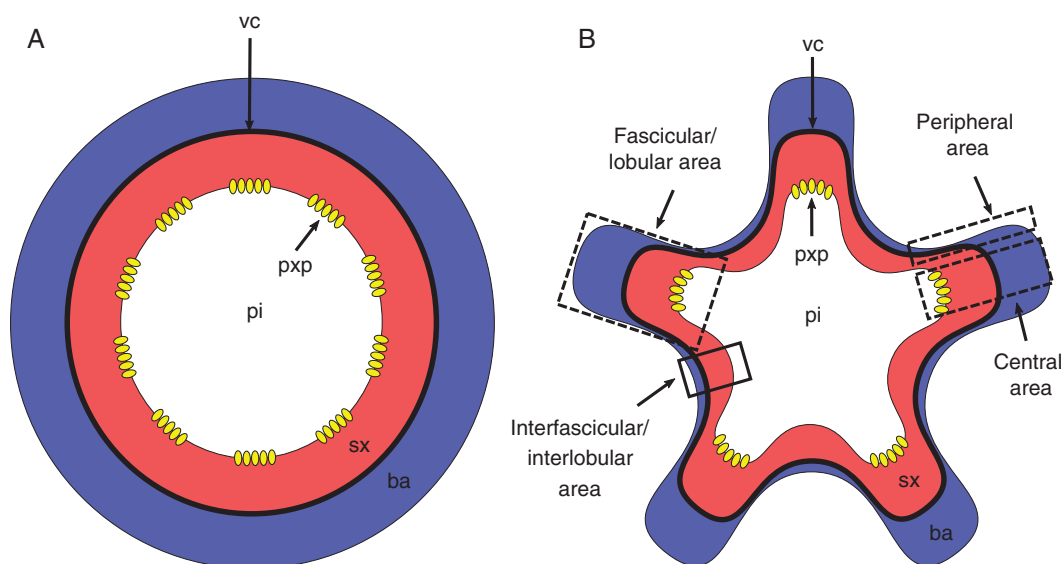 A
vc
pxp
pi
sx
ba
B
vc
Fascicular/
lobular area
Peripheral
area
pxp
pi
Central
area
Interfascicular/
interlobular
area
sx
ba